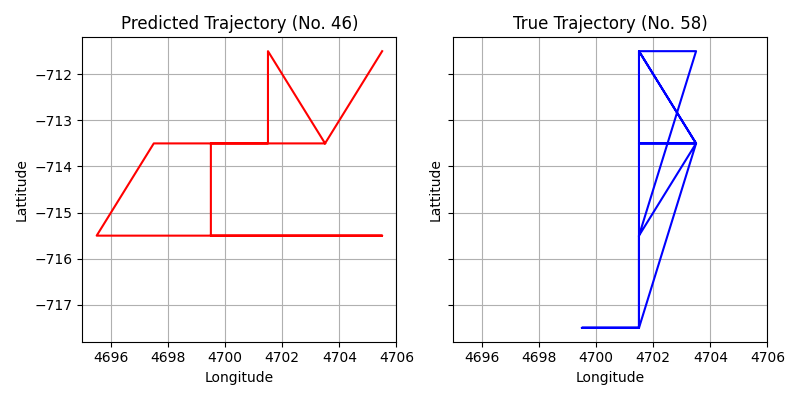 Predicted Trajectory (No. 46)
True Trajectory (No. 58)
−712
−713
−714
−715
−716
−717
Lattitude
Lattitude
4696 4698 4700 4702 4704 4706
4696 4698 4700 4702 4704 4706
Longitude
Longitude